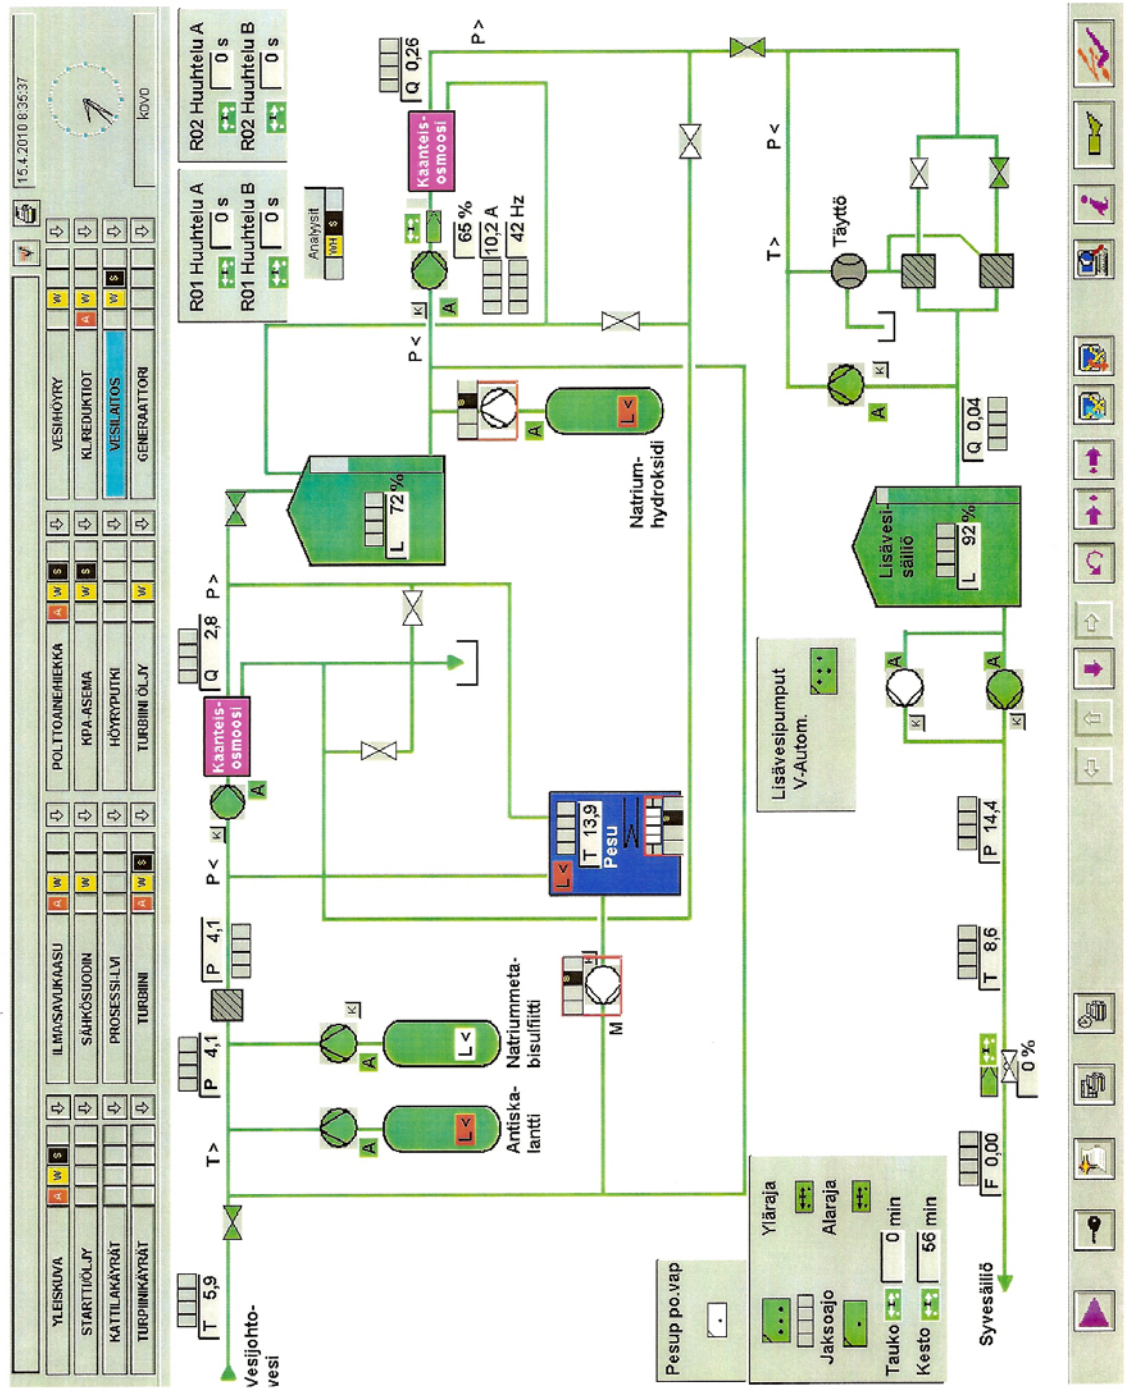 15.4.2010 8:35:37
YLEISKUVA
A W S
ILMA/SAVUKAASU
A W
POLTTOAINE/HIEKKA
A W S
VESI/HÖYRY
W
STARTTIÖLJY
SÄHKÖSUODIN
W
KPA-ASEMA
W S
KL/REDUKTIOT
A W
KATTILAKÄYRÄT
PROSESSI-LVI
HÖYRYPUTKI
VESILAITOS
W S
TURPIINIKÄYRÄT
TURBIINI
A W S
TURBIINI ÖLJY
W
GENERAATTORI
kovo
R01 Huuhtelu A
0 s
R01 Huuhtelu B
0 s
R02 Huuhtelu A
0 s
R02 Huuhtelu B
0 s
Analyysit
WH S
T 5,9
Vesijohto-
vesi
T >
P 4,1
P 4,1
P <
K
A
Kaanteis-
osmoosi
Q 2,8
P >
L 72 %
P <
K
A
65 %
10,2 A
42 Hz
Kaanteis-
osmoosi
Q 0,26
P >
A
L <
Antiska-
lantti
A
K
L <
Natriummeta-
bisulfiitti
S
K
M
L <
T 13,9
Pesu
S
S
A
L <
Natrium-
hydroksidi
Pesup po.vap
Jaksoajo
Yläraja
Alaraja
Tauko
0 min
Kesto
56 min
Lisävesipumput
V-Autom.
T >
P <
Täyttö
A
K
Q 0,04
Lisävesi-
säiliö
L 92 %
A
K
A
K
P 14,4
T 8,6
0 %
F 0,00
Syvesäiliö